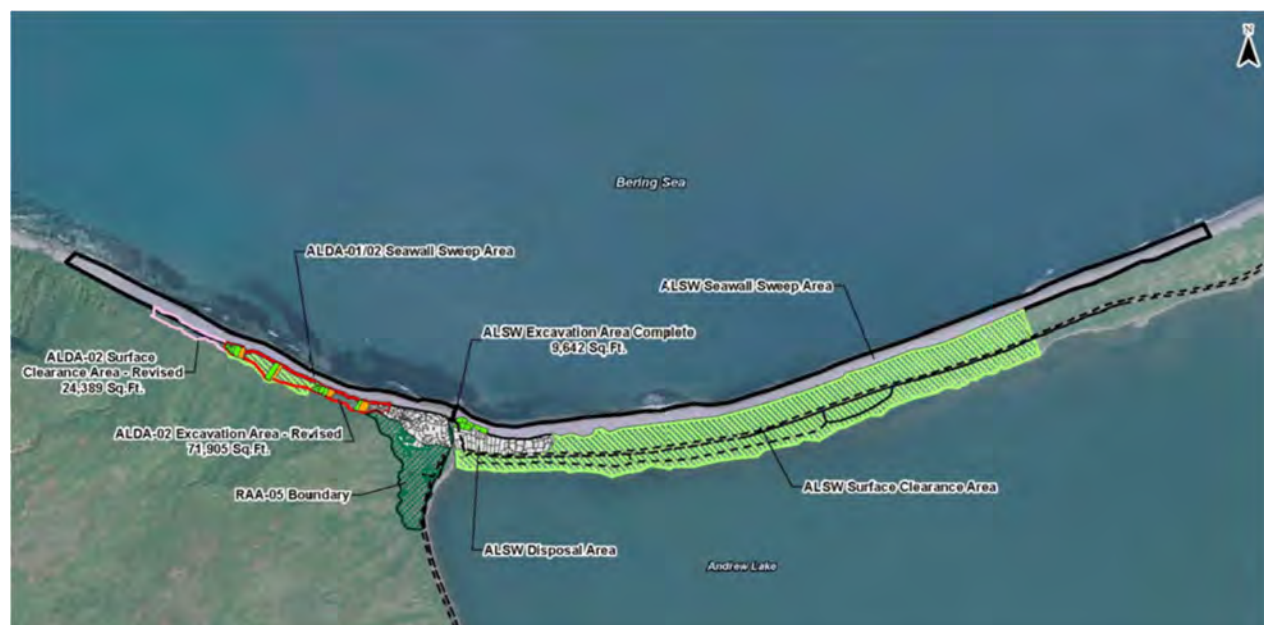 N
Bering Sea
ALDA-01/02 Seawall Sweep Area
ALSW Seawall Sweep Area
ALSW Excavation Area Complete
9,642 Sq.Ft.
ALDA-02 Surface
Clearance Area - Revised
24,389 Sq.Ft.
ALDA-02 Excavation Area - Revised
71,905 Sq.Ft.
RAA-05 Boundary
ALSW Surface Clearance Area
ALSW Disposal Area
Andrew Lake